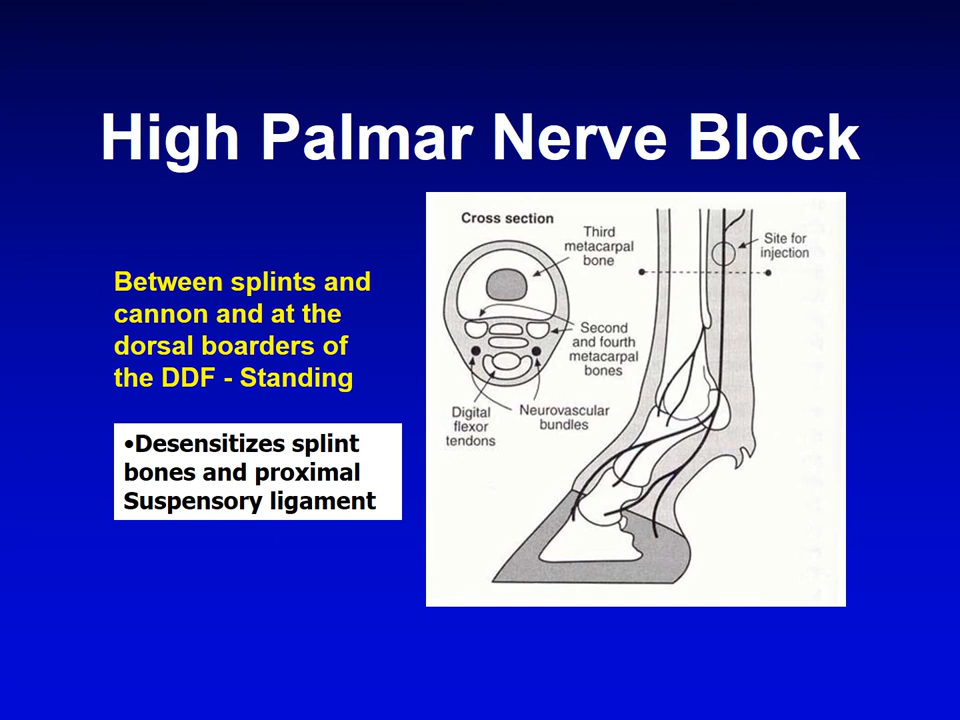 High Palmar Nerve Block
Between splints and
cannon and at the
dorsal boarders of
the DDF - Standing
•Desensitizes splint
bones and proximal
Suspensory ligament
Cross section
Third
metacarpal
bone
Site for
injection
Second
and fourth
metacarpal
bones
Digital
flexor
tendons
Neurovascular
bundles